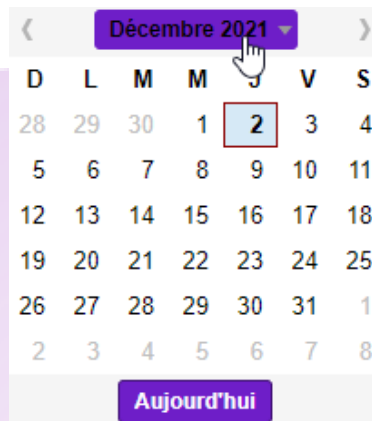 Décembre 2021
D L M M J V S
28 29 30 1 2 3 4
5 6 7 8 9 10 11
12 13 14 15 16 17 18
19 20 21 22 23 24 25
26 27 28 29 30 31 1
2 3 4 5 6 7 8
Aujourd'hui